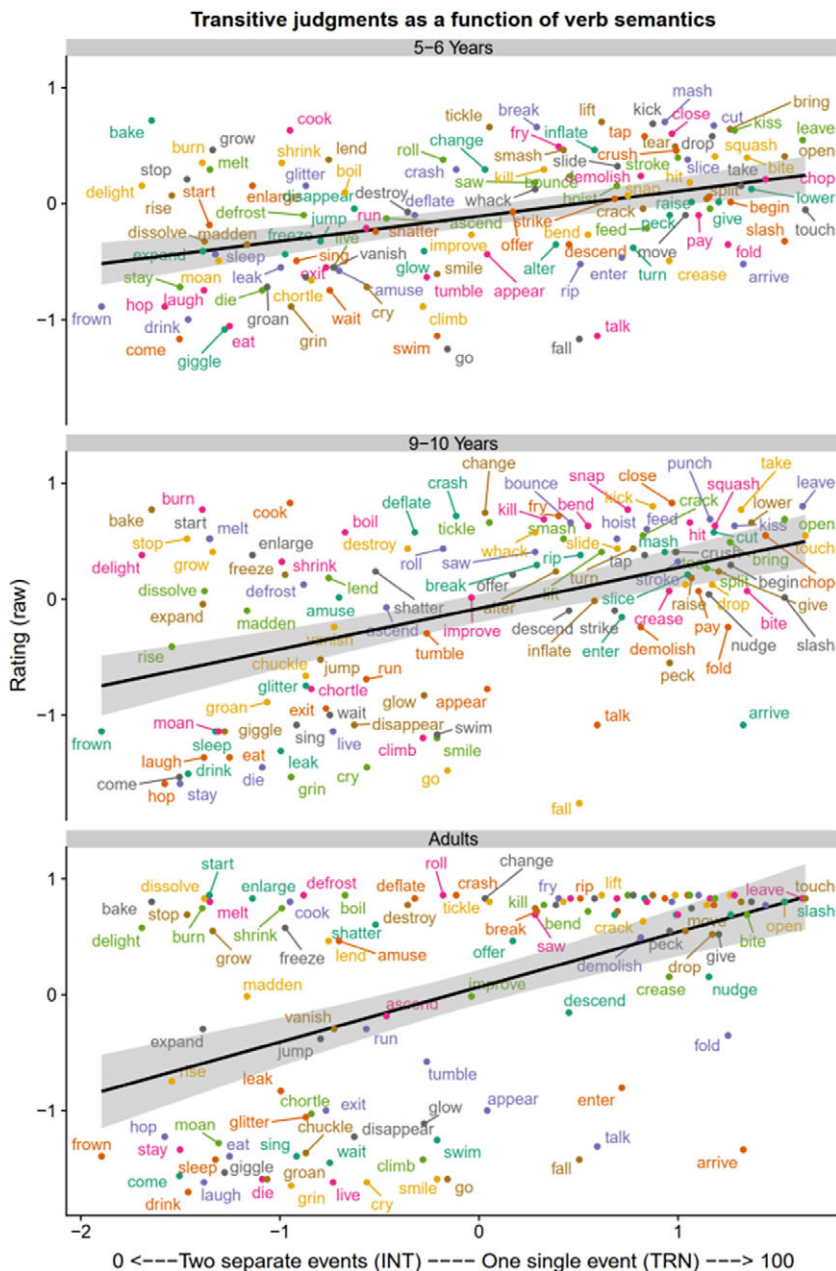 Transitive judgments as a function of verb semantics
5−6 Years
1
0
−1
bake
cook
burn
grow
stop
melt
delight
rise
start
shrink
glitter
lend
boil
enlarge
disappear
defrost
dissolve
madden
expand
freeze
jump
run
live
sleep
stay
moan
leak
sing
exit
vanish
frown
hop
laugh
die
chortle
amuse
drink
groan
wait
cry
come
giggle
eat
grin
tickle
break
lift
kick
mash
close
cut
bring
change
fry
inflate
tap
tear
drop
kiss
leave
roll
smash
slide
crush
squash
open
crash
kill
demolish
stroke
slice
bite
saw
bounce
hit
take
chop
destroy
deflate
whack
hoist
snap
split
lower
shatter
ascend
strike
crack
raise
give
begin
touch
improve
offer
bend
feed
peck
pay
slash
glow
alter
descend
move
fold
smile
tumble
appear
rip
enter
turn
crease
arrive
climb
swim
go
fall
talk
Rating (raw)
9−10 Years
1
0
−1
burn
bake
cook
start
stop
melt
boil
delight
grow
enlarge
freeze
shrink
defrost
dissolve
lend
expand
amuse
madden
rise
vanish
chuckle
jump
glitter
chortle
groan
run
exit
wait
frown
moan
giggle
sing
live
disappear
sleep
laugh
eat
leak
come
drink
die
grin
cry
hop
stay
change
crash
deflate
tickle
bounce
snap
close
punch
squash
take
leave
kill
fry
bend
kick
crack
lower
destroy
smash
hoist
feed
hit
kiss
open
roll
saw
whack
slide
mash
cut
touch
break
rip
crush
bring
chop
shatter
offer
turn
stroke
begin
alter
lift
slice
split
give
ascend
improve
crease
raise
drop
bite
tumble
descend
strike
pay
nudge
slash
inflate
enter
demolish
fold
peck
glow
appear
swim
climb
smile
go
talk
arrive
fall
Adults
1
0
−1
start
dissolve
enlarge
defrost
roll
change
bake
melt
deflate
crash
fry
rip
lift
leave
touch
stop
cook
boil
tickle
kill
delight
burn
shrink
destroy
break
bend
crack
move
bite
open
slash
grow
freeze
shatter
lend
amuse
offer
saw
demolish
peck
drop
give
madden
improve
crease
nudge
ascend
descend
expand
vanish
jump
run
fold
rise
tumble
leak
chortle
exit
glow
appear
enter
hop
moan
glitter
chuckle
disappear
frown
stay
eat
sing
wait
swim
talk
come
sleep
giggle
groan
climb
fall
arrive
drink
laugh
die
grin
live
cry
smile
go
−2
−1
0
1
0 <----Two separate events (INT) ----- One single event (TRN) ---> 100